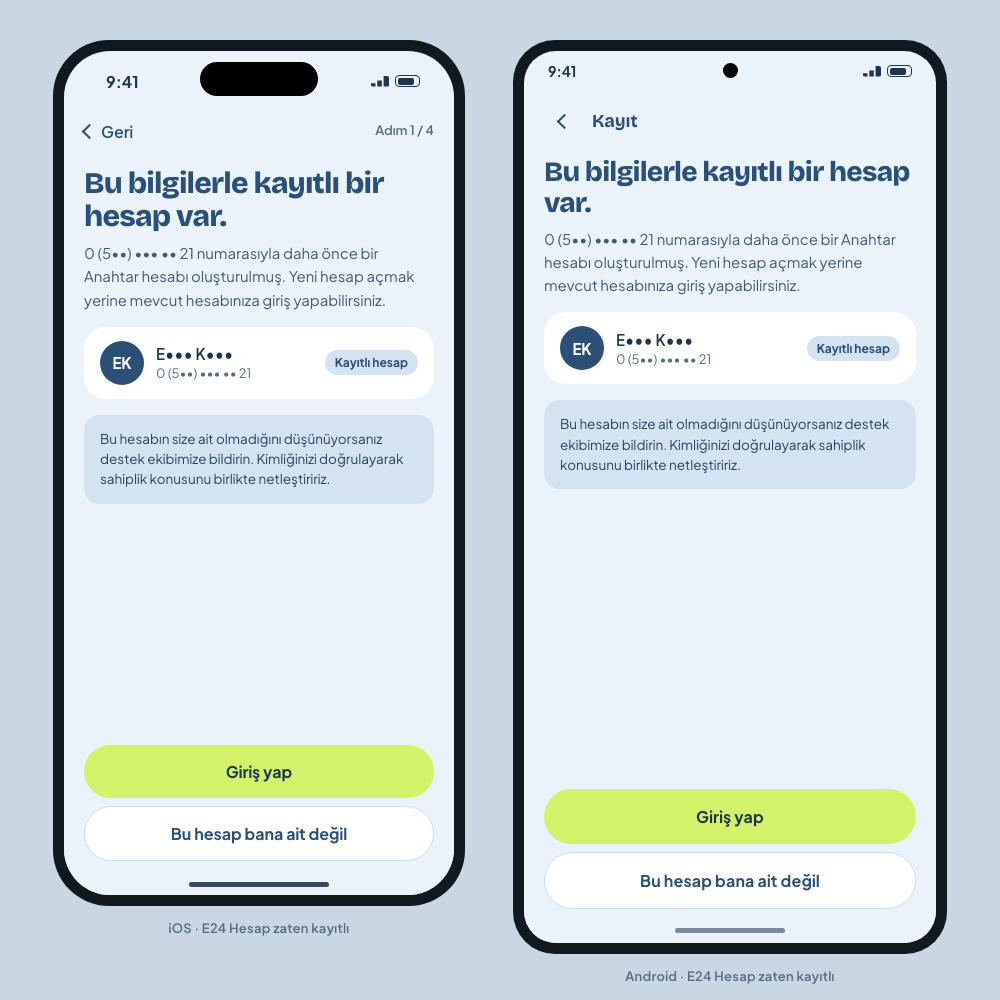 9:41
Geri
Adım 1 / 4
Bu bilgilerle kayıtlı bir
hesap var.
0 (5••) ••• •• 21 numarasıyla daha önce bir
Anahtar hesabı oluşturulmuş. Yeni hesap açmak
yerine mevcut hesabınıza giriş yapabilirsiniz.
EK
E••• K•••
0 (5••) ••• •• 21
Kayıtlı hesap
Bu hesabın size ait olmadığını düşünüyorsanız
destek ekibimize bildirin. Kimliğinizi doğrulayarak
sahiplik konusunu birlikte netleştiririz.
Giriş yap
Bu hesap bana ait değil
iOS · E24 Hesap zaten kayıtlı
9:41
Kayıt
Bu bilgilerle kayıtlı bir hesap
var.
0 (5••) ••• •• 21 numarasıyla daha önce bir Anahtar
hesabı oluşturulmuş. Yeni hesap açmak yerine
mevcut hesabınıza giriş yapabilirsiniz.
EK
E••• K•••
0 (5••) ••• •• 21
Kayıtlı hesap
Bu hesabın size ait olmadığını düşünüyorsanız destek
ekibimize bildirin. Kimliğinizi doğrulayarak sahiplik
konusunu birlikte netleştiririz.
Giriş yap
Bu hesap bana ait değil
Android · E24 Hesap zaten kayıtlı